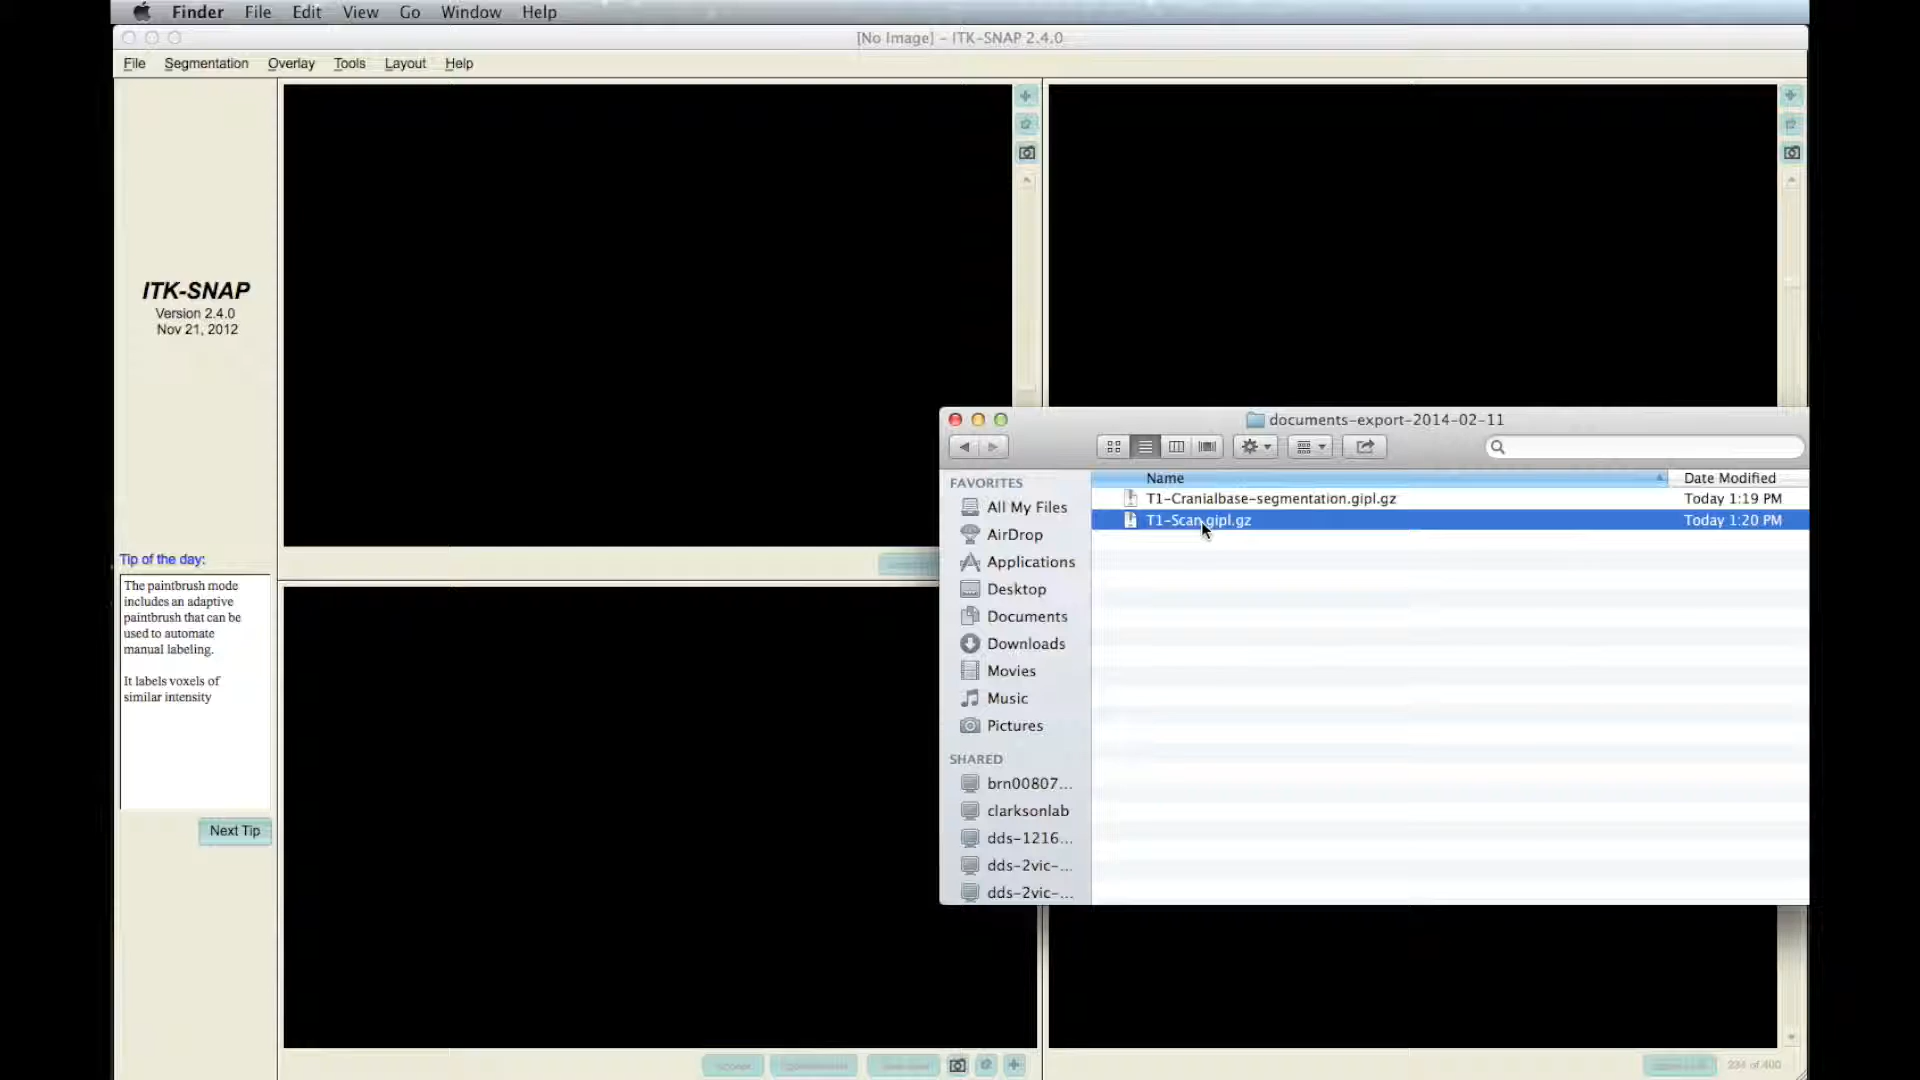 Finder File Edit View Go Window Help
[No Image] - ITK-SNAP 2.4.0
File Segmentation Overlay Tools Layout Help
ITK-SNAP
Version 2.4.0
Nov 21, 2012
Tip of the day:
The paintbrush mode
includes an adaptive
paintbrush that can be
used to automate
manual labeling.
It labels voxels of
similar intensity
Next Tip
documents-export-2014-02-11
FAVORITES
All My Files
AirDrop
Applications
Desktop
Documents
Downloads
Movies
Music
Pictures
SHARED
brn00807...
clarksonlab
dds-1216...
dds-2vic-...
dds-2vic-...
Name Date Modified
T1-Cranialbase-segmentation.gipl.gz Today 1:19 PM
T1-Scan.gipl.gz Today 1:20 PM
234 of 400